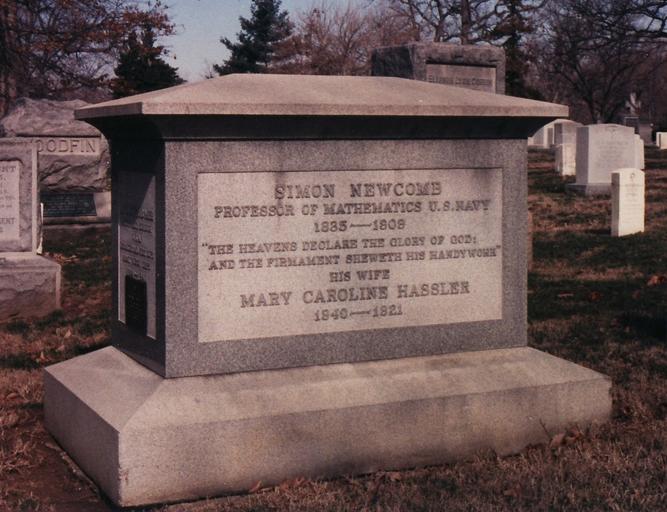 SIMON NEWCOMB
PROFESSOR OF MATHEMATICS U.S. NAVY
1835—1909
"THE HEAVENS DECLARE THE GLORY OF GOD;
AND THE FIRMAMENT SHEWETH HIS HANDYWORK"
HIS WIFE
MARY CAROLINE HASSLER
1840—1921
OODFIN